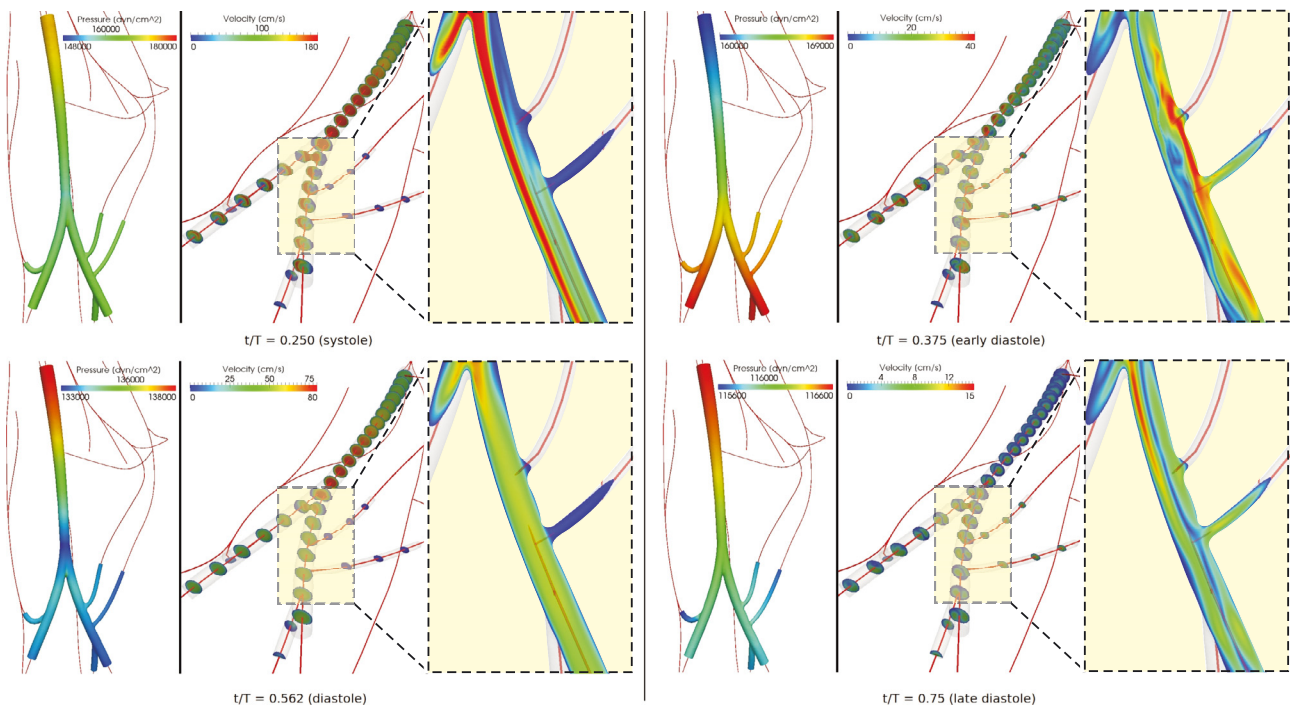 Pressure (dyn/cm^2)
160000
148000 180000
Velocity (cm/s)
100
0 180
t/T = 0.250 (systole)
Pressure (dyn/cm^2)
160000 169000
Velocity (cm/s)
20
0 40
t/T = 0.375 (early diastole)
Pressure (dyn/cm^2)
136000
133000 138000
Velocity (cm/s)
25 50 75
0 80
t/T = 0.562 (diastole)
Pressure (dyn/cm^2)
116000
115600 116600
Velocity (cm/s)
4 8 12
0 15
t/T = 0.75 (late diastole)